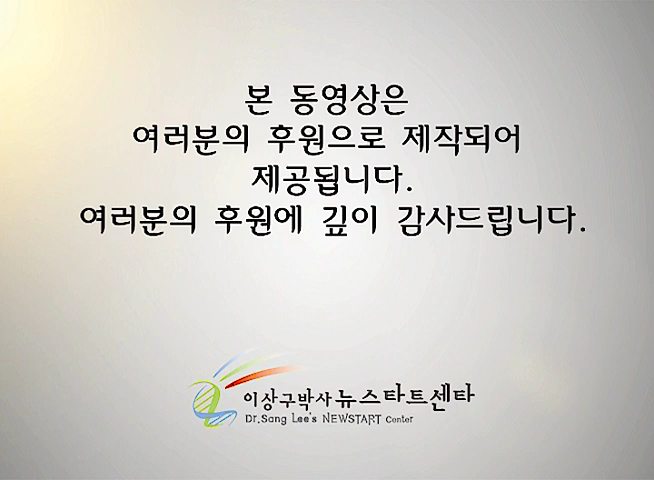 본 동영상은
여러분의 후원으로 제작되어
제공됩니다.
여러분의 후원에 깊이 감사드립니다.
이상구박사 뉴스타트센타
Dr.Sang Lee's NEWSTART Center